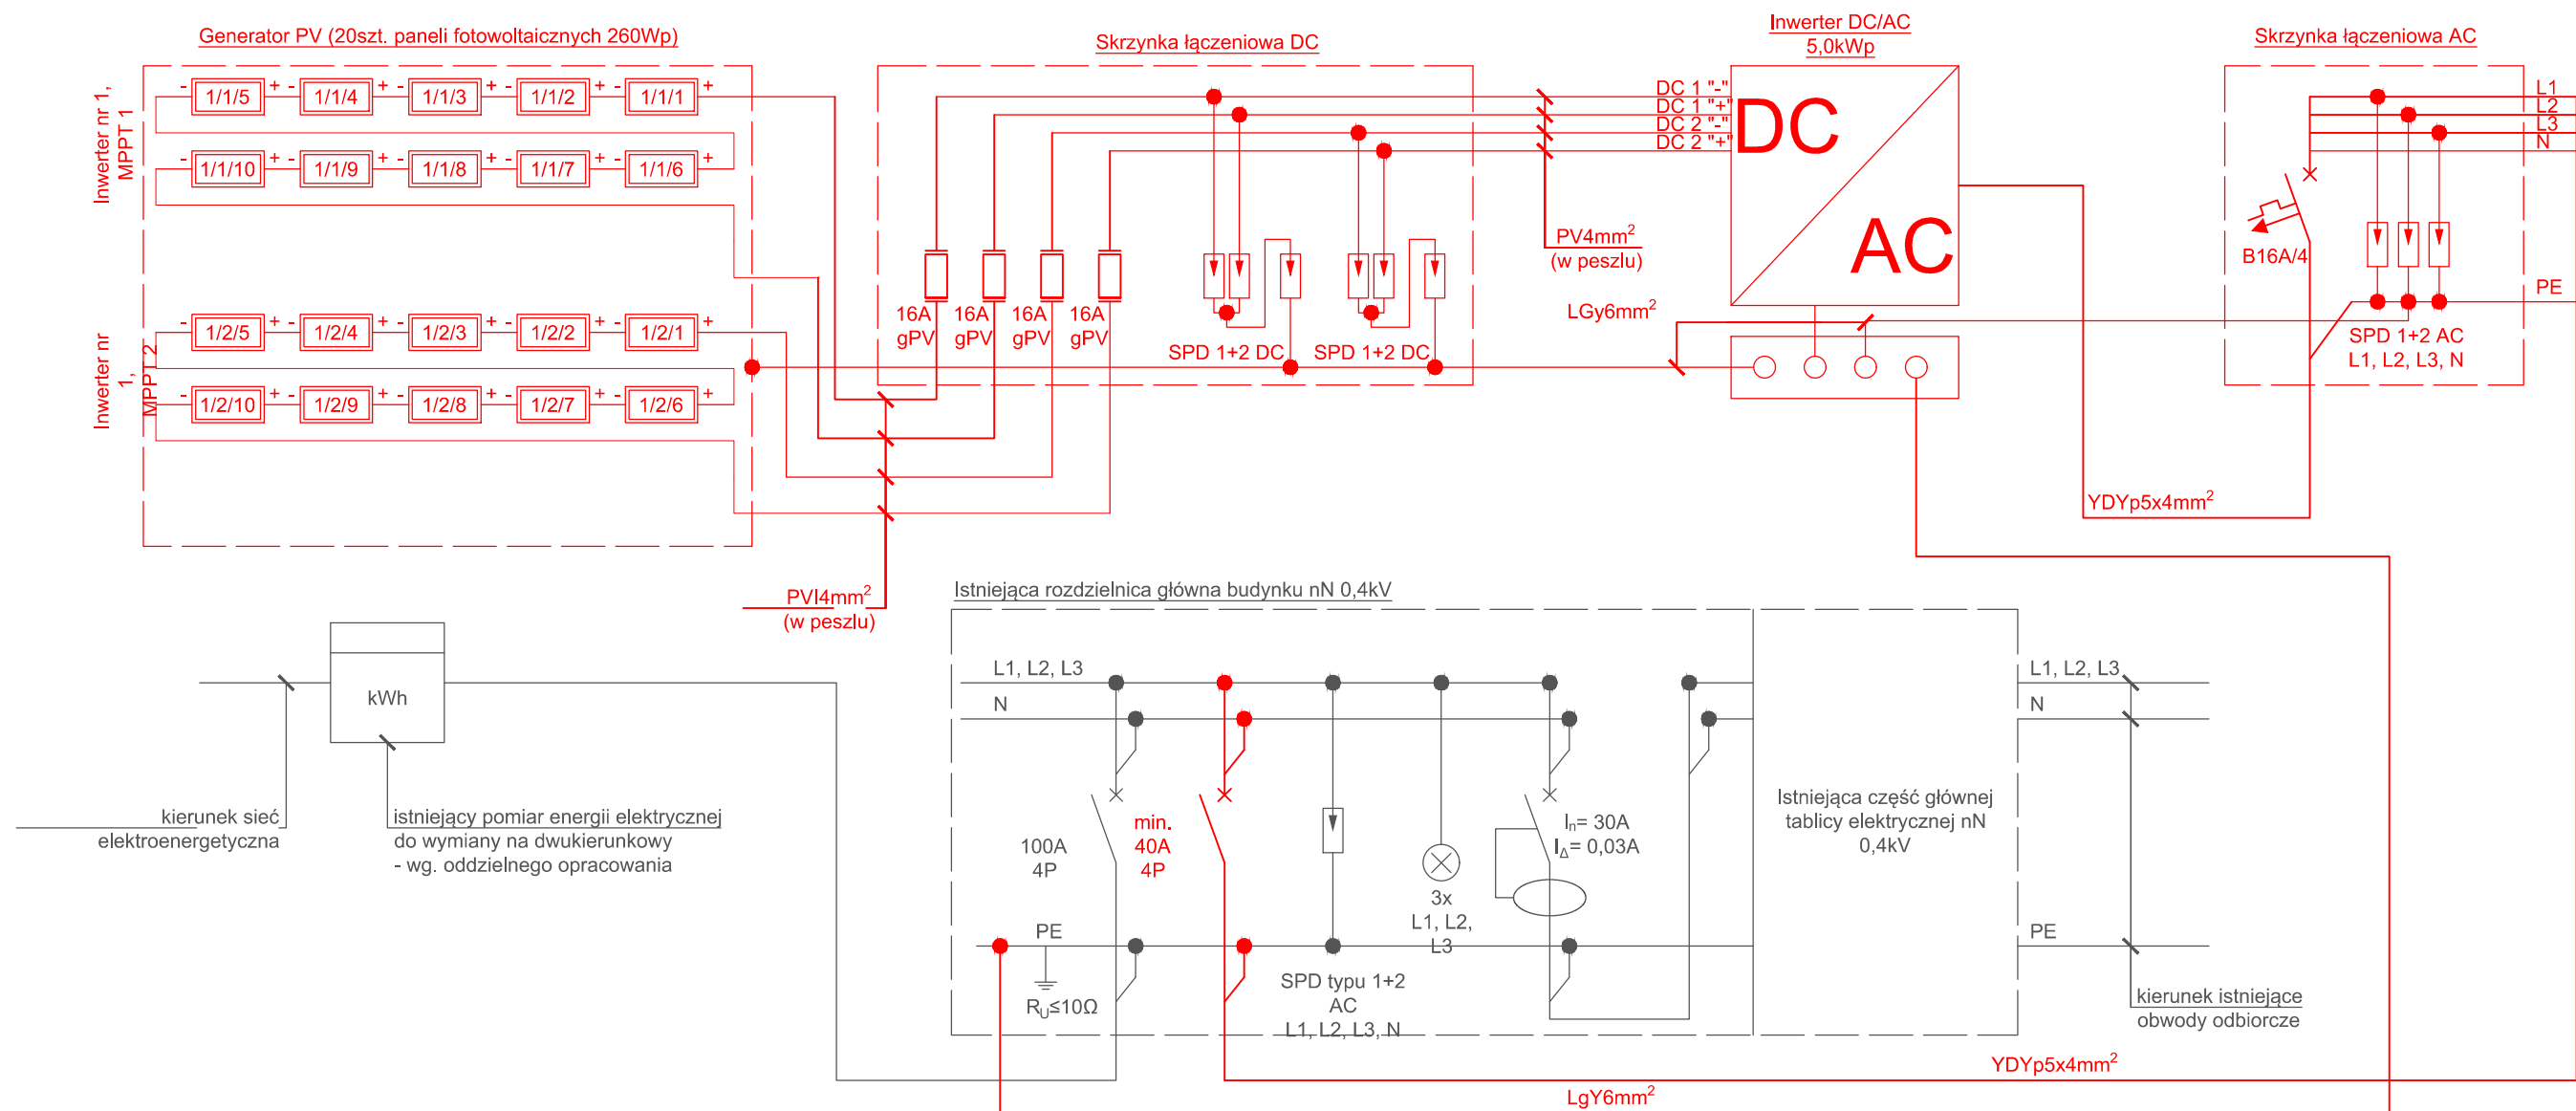 Generator PV (20szt. paneli fotowoltaicznych 260Wp)
Inwerter nr 1,
MPPT 1
- 1/1/5 + - 1/1/4 + - 1/1/3 + - 1/1/2 + - 1/1/1 +
- 1/1/10 + - 1/1/9 + - 1/1/8 + - 1/1/7 + - 1/1/6 +
Inwerter nr
1,
MPPT 2
- 1/2/5 + - 1/2/4 + - 1/2/3 + - 1/2/2 + - 1/2/1 +
- 1/2/10 + - 1/2/9 + - 1/2/8 + - 1/2/7 + - 1/2/6 +
PVI4mm²
(w peszlu)
Skrzynka łączeniowa DC
16A
gPV
16A
gPV
16A
gPV
16A
gPV
SPD 1+2 DC
SPD 1+2 DC
PV4mm²
(w peszlu)
LGy6mm²
Inwerter DC/AC
5,0kWp
DC 1 "-"
DC 1 "+"
DC 2 "-"
DC 2 "+"
DC
AC
YDYp5x4mm²
Skrzynka łączeniowa AC
L1
L2
L3
N
B16A/4
PE
SPD 1+2 AC
L1, L2, L3, N
kWh
kierunek sieć
elektroenergetyczna
istniejący pomiar energii elektrycznej
do wymiany na dwukierunkowy
- wg. oddzielnego opracowania
Istniejąca rozdzielnica główna budynku nN 0,4kV
L1, L2, L3
N
100A
4P
min.
40A
4P
PE
R_U≤10Ω
SPD typu 1+2
AC
L1, L2, L3, N
3x
L1, L2,
L3
I_n= 30A
I_Δ= 0,03A
Istniejąca część głównej
tablicy elektrycznej nN
0,4kV
L1, L2, L3
N
PE
kierunek istniejące
obwody odbiorcze
YDYp5x4mm²
LgY6mm²